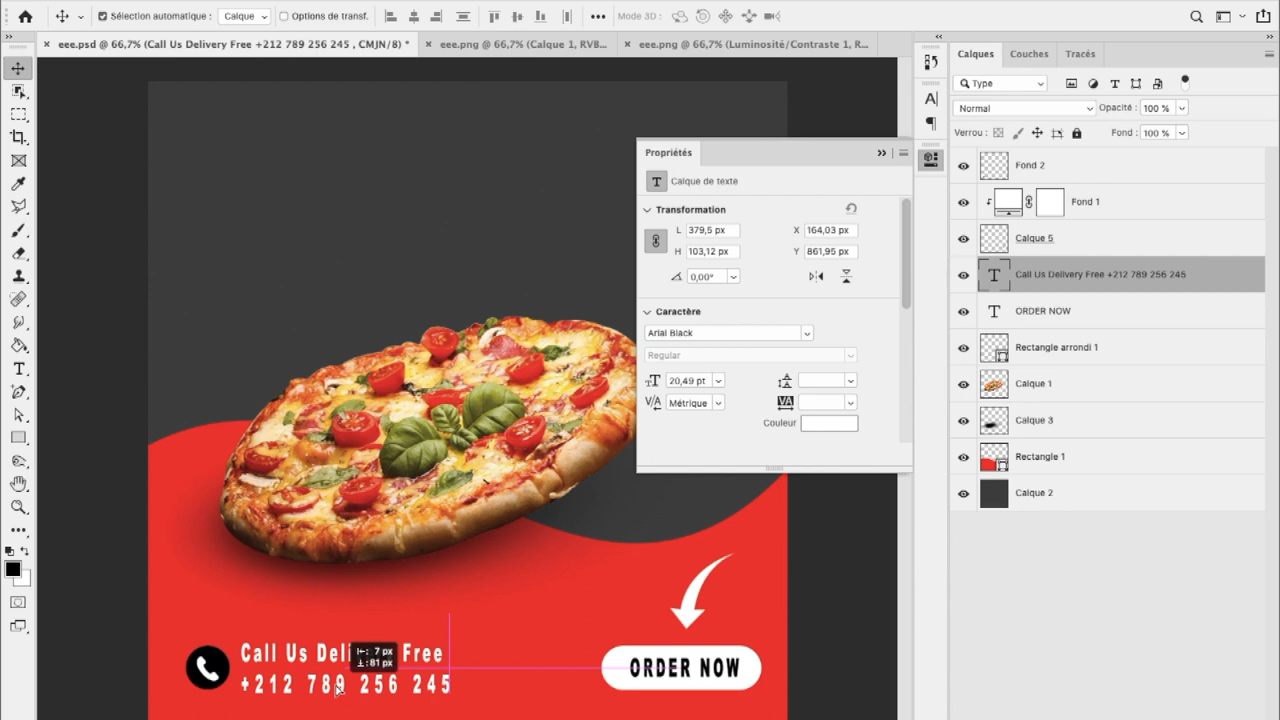 Sélection automatique : Calque Options de transf. Mode 3D :
eee.psd @ 66,7% (Call Us Delivery Free +212 789 256 245 , CMJN/8) * eee.png @ 66,7% (Calque 1, RVB... eee.png @ 66,7% (Luminosité/Contraste 1, R...
Calques Couches Tracés
Type
Normal Opacité : 100 %
Verrou : Fond : 100 %
Fond 2
Fond 1
Calque 5
Call Us Delivery Free +212 789 256 245
ORDER NOW
Rectangle arrondi 1
Calque 1
Calque 3
Rectangle 1
Calque 2
Propriétés
T Calque de texte
Transformation
L 379,5 px X 164,03 px
H 103,12 px Y 861,95 px
0,00°
Caractère
Arial Black
Regular
20,49 pt
Métrique
Couleur
Call Us Deli Free
7 px
81 px
+212 789 256 245
ORDER NOW